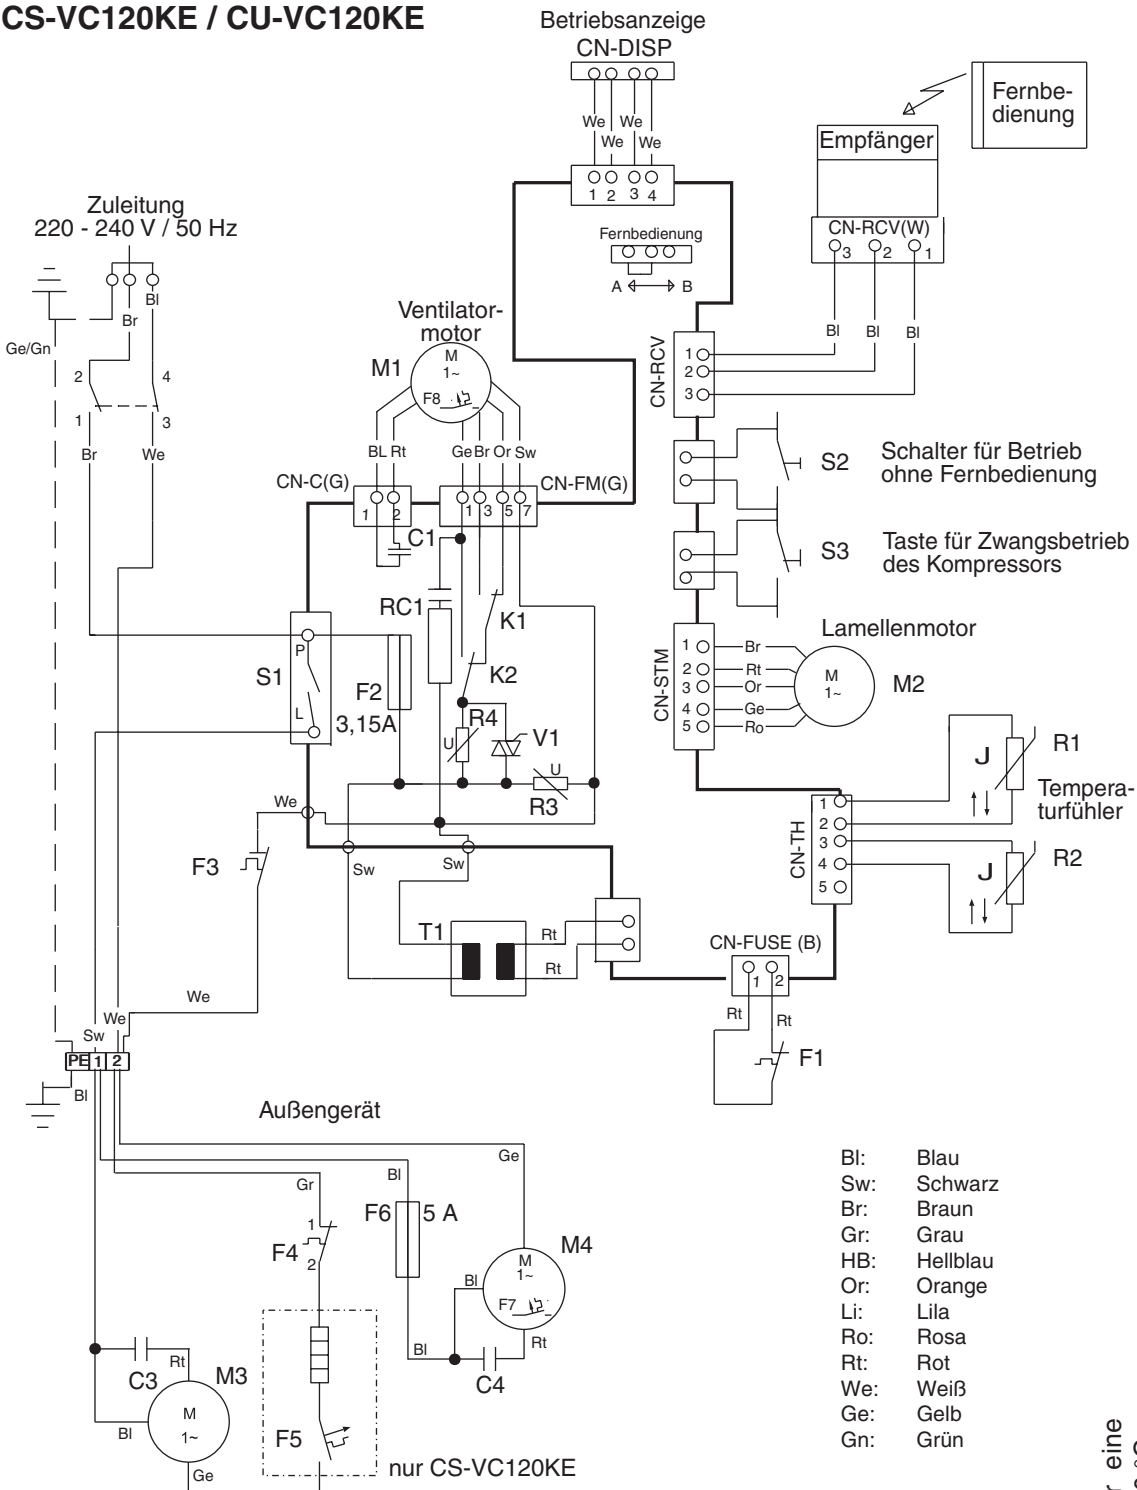 CS-VC120KE / CU-VC120KE
Betriebsanzeige
CN-DISP
We We
We We
1 2 3 4
Fernbe-
dienung
Empfänger
CN-RCV(W)
3 2 1
Bl Bl Bl
Zuleitung
220 - 240 V / 50 Hz
Bl
Br
Ge/Gn
2 4
1 3
Br We
Fernbedienung
A B
Ventilator-
motor
M1
M
1~
F8
BL Rt Ge Br Or Sw
CN-C(G)
CN-FM(G)
1 2 1 3 5 7
C1
RC1
K1
K2
CN-RCV
1
2
3
S2
Schalter für Betrieb
ohne Fernbedienung
S3
Taste für Zwangsbetrieb
des Kompressors
Lamellenmotor
CN-STM
1 Br
2 Rt
3 Or
4 Ge
5 Ro
M
1~
M2
S1
P
L
F2
3,15A
R4
U
V1
U
R3
We
F3
Sw
Sw
T1
Rt
Rt
CN-TH
1
2
3
4
5
J
R1
Tempera-
turfühler
J
R2
CN-FUSE (B)
1 2
Rt Rt
F1
We
We
Sw
PE 1 2
Bl
Außengerät
Ge
Bl
Gr
F6 5 A
1
F4
2
M4
M
1~
F7
Bl
Rt
Bl
C4
C3
Rt
M3
M
1~
Bl
Ge
F5
nur CS-VC120KE
Bl: Blau
Sw: Schwarz
Br: Braun
Gr: Grau
HB: Hellblau
Or: Orange
Li: Lila
Ro: Rosa
Rt: Rot
We: Weiß
Ge: Gelb
Gn: Grün
eine